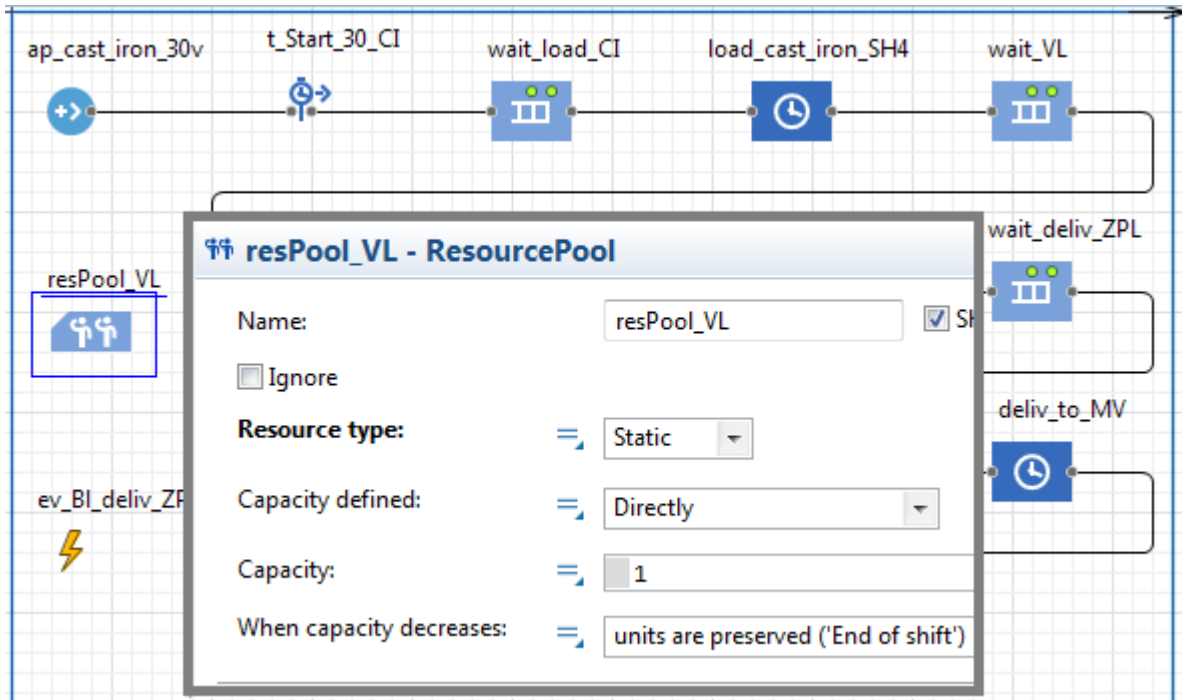 ap_cast_iron_30v
t_Start_30_CI
wait_load_CI
load_cast_iron_SH4
wait_VL
resPool_VL - ResourcePool
wait_deliv_ZPL
resPool_VL
Name:
resPool_VL
Ignore
Resource type:
Static
deliv_to_MV
Capacity defined:
Directly
ev_BI_deliv_ZP
Capacity:
1
When capacity decreases:
units are preserved ('End of shift')